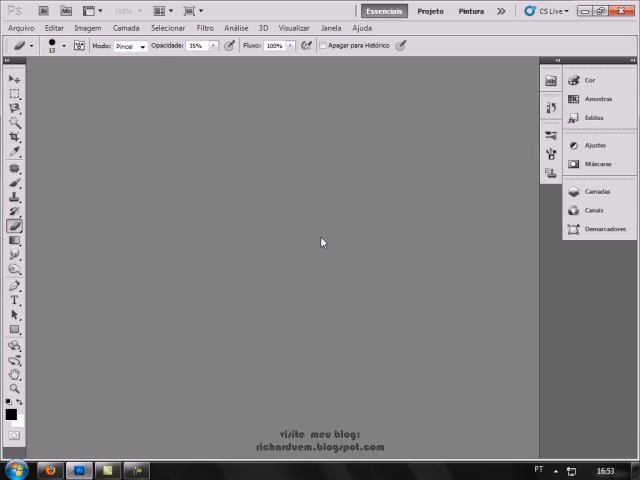 Ps Br Mb 100% Essenciais Projeto Pintura >> CS Live
Arquivo Editar Imagem Camada Selecionar Filtro Análise 3D Visualizar Janela Ajuda
13 Modo: Pincel Opacidade: 35% Fluxo: 100% Apagar para Histórico
Mb Cor
Amostras
Estilos
Ajustes
Máscaras
Camadas
Canais
Demarcadores
visite meu blog:
richarduem.blogspot.com
PT 16:53